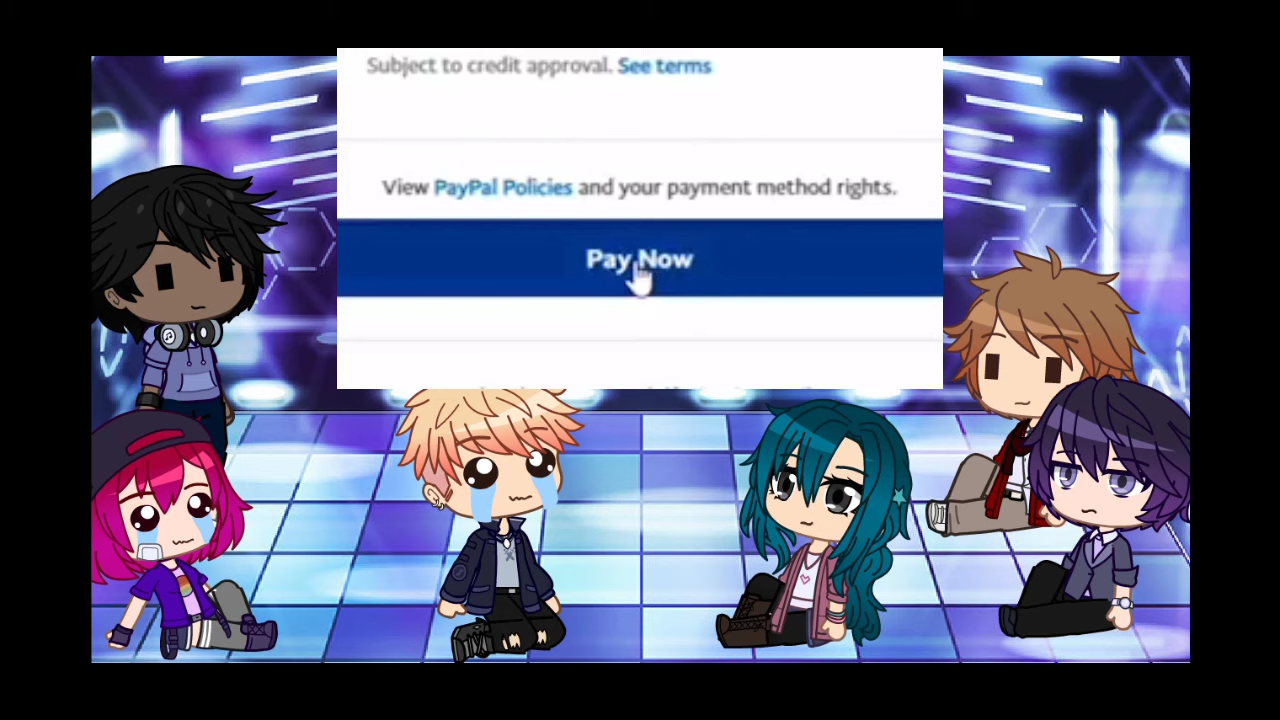 Subject to credit approval. See terms
View PayPal Policies and your payment method rights.
Pay Now